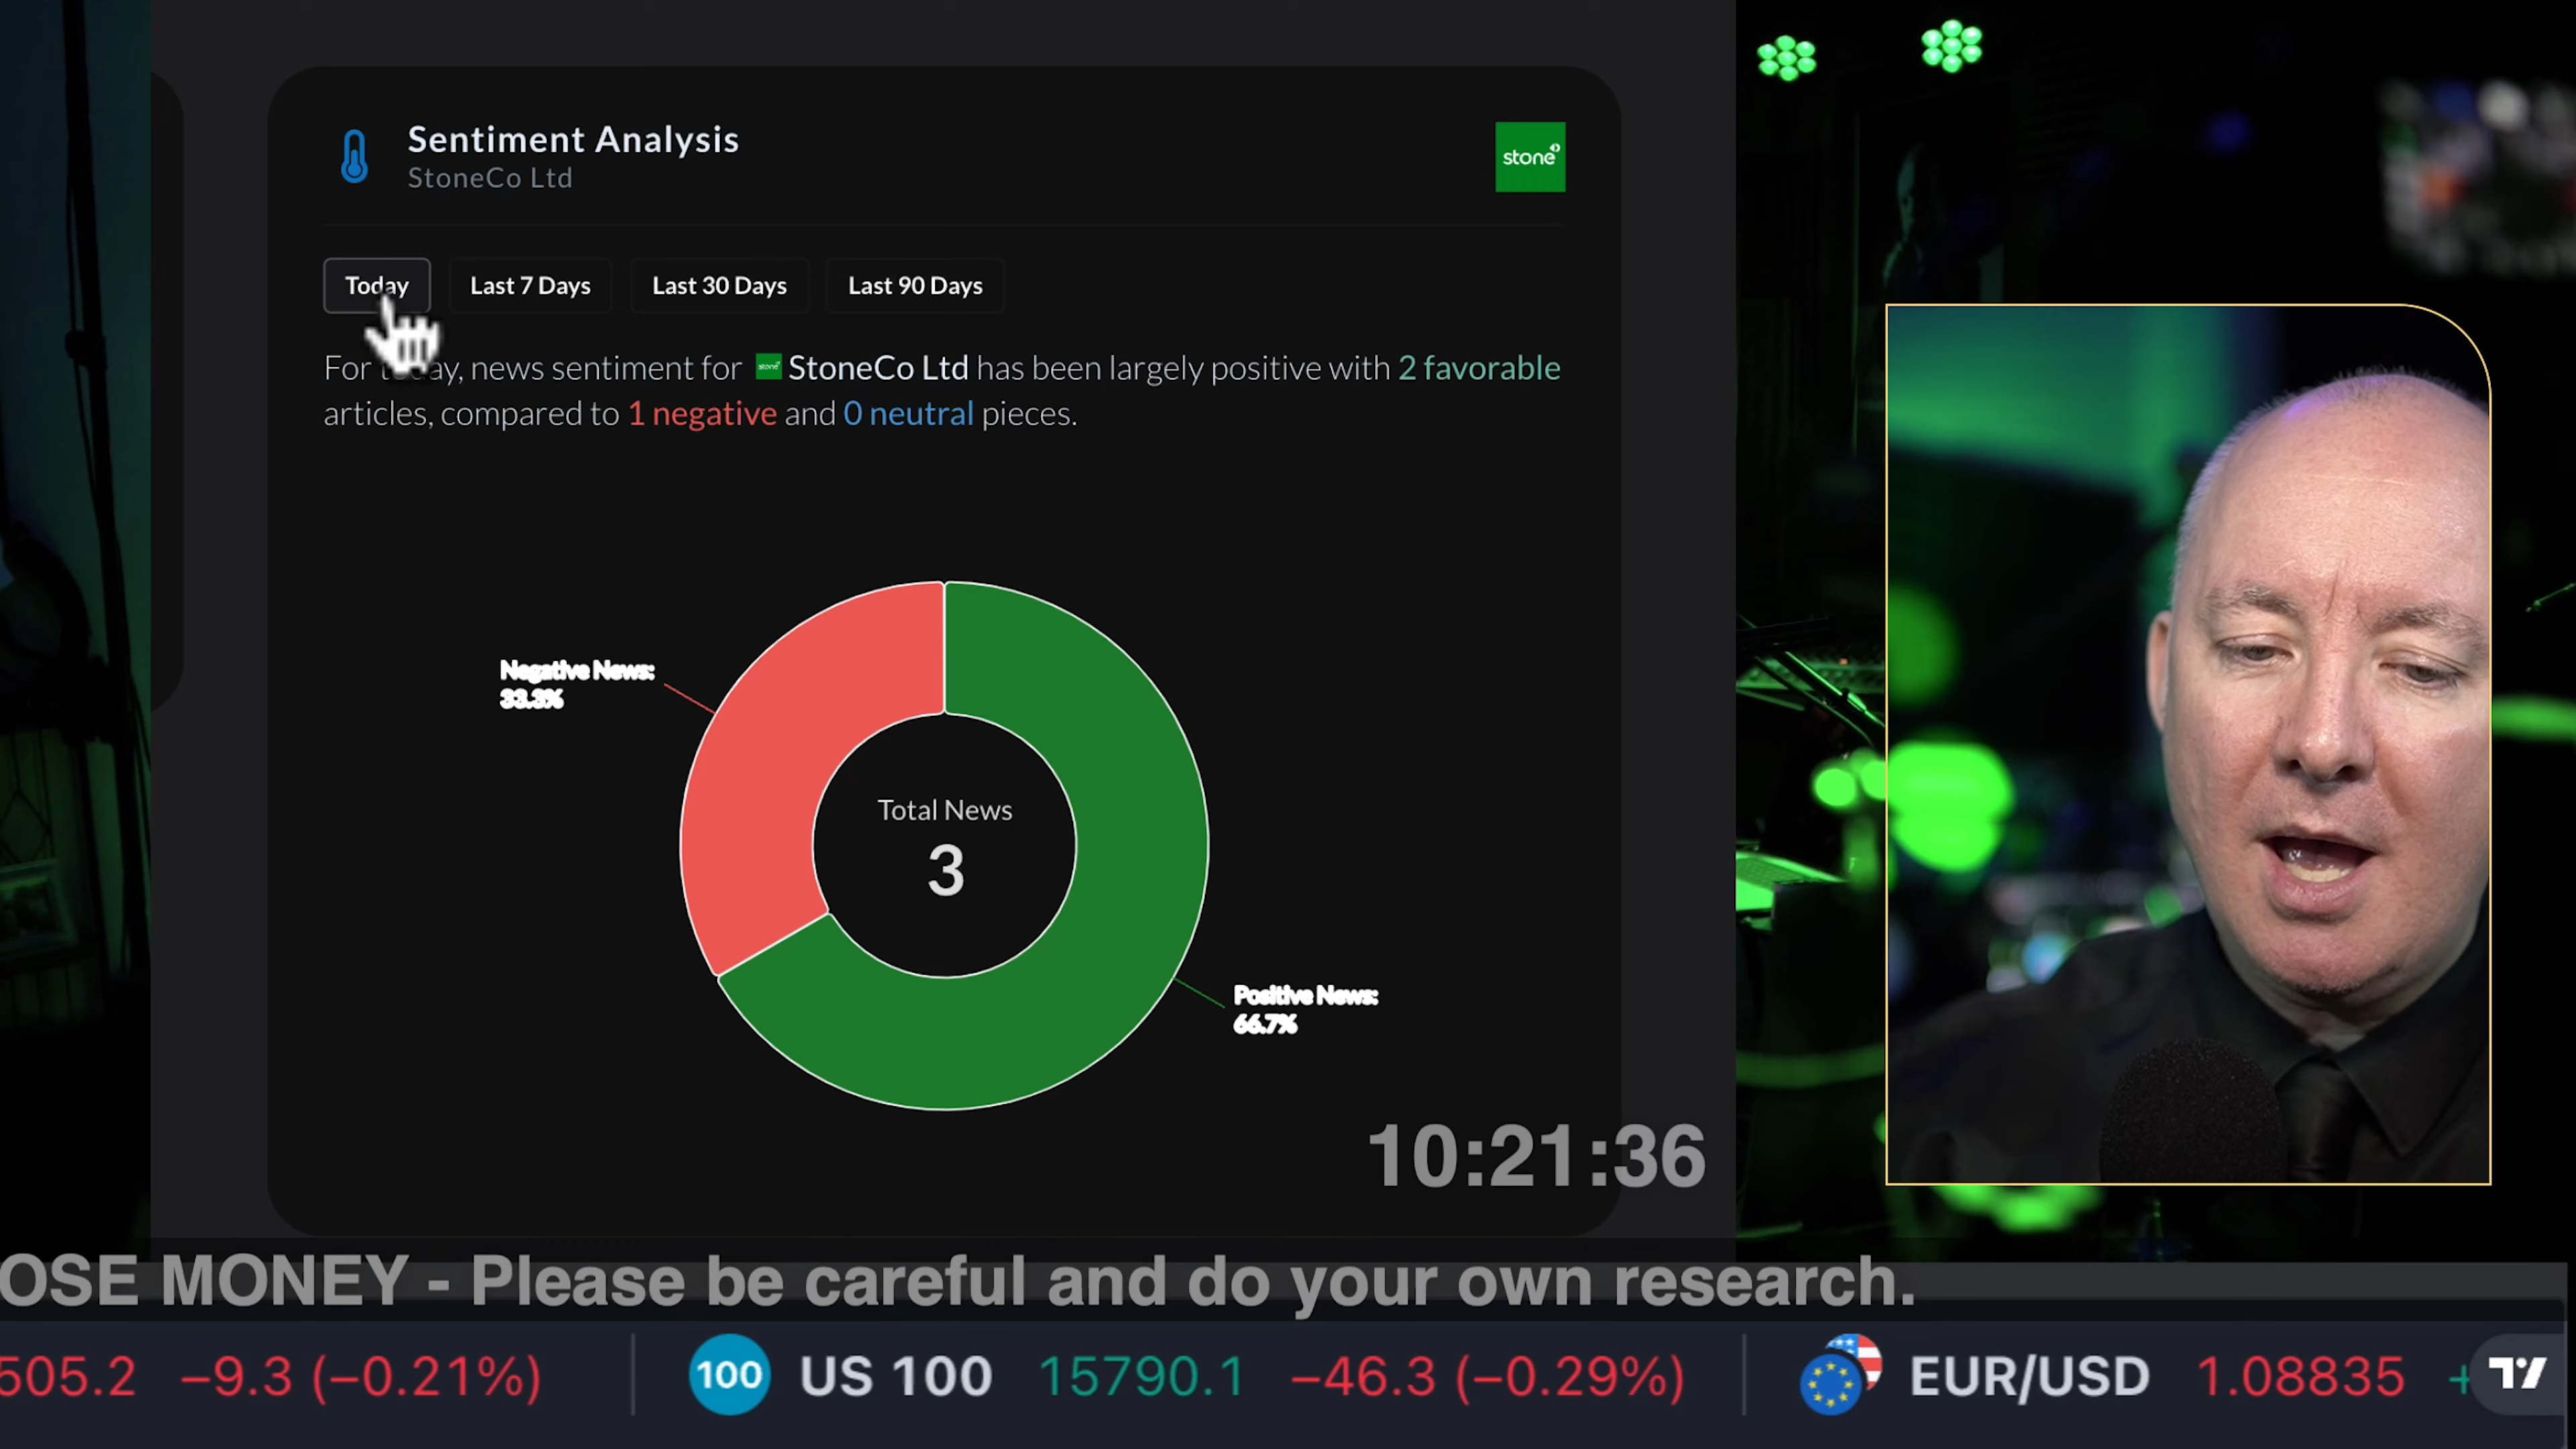 Sentiment Analysis
StoneCo Ltd
stone
Today
Last 7 Days
Last 30 Days
Last 90 Days
For today, news sentiment for StoneCo Ltd has been largely positive with 2 favorable
articles, compared to 1 negative and 0 neutral pieces.
Negative News:
33.3%
Total News
3
Positive News:
66.7%
10:21:36
OSE MONEY - Please be careful and do your own research.
505.2 −9.3 (−0.21%) 100 US 100 15790.1 −46.3 (−0.29%) EUR/USD 1.08835 +